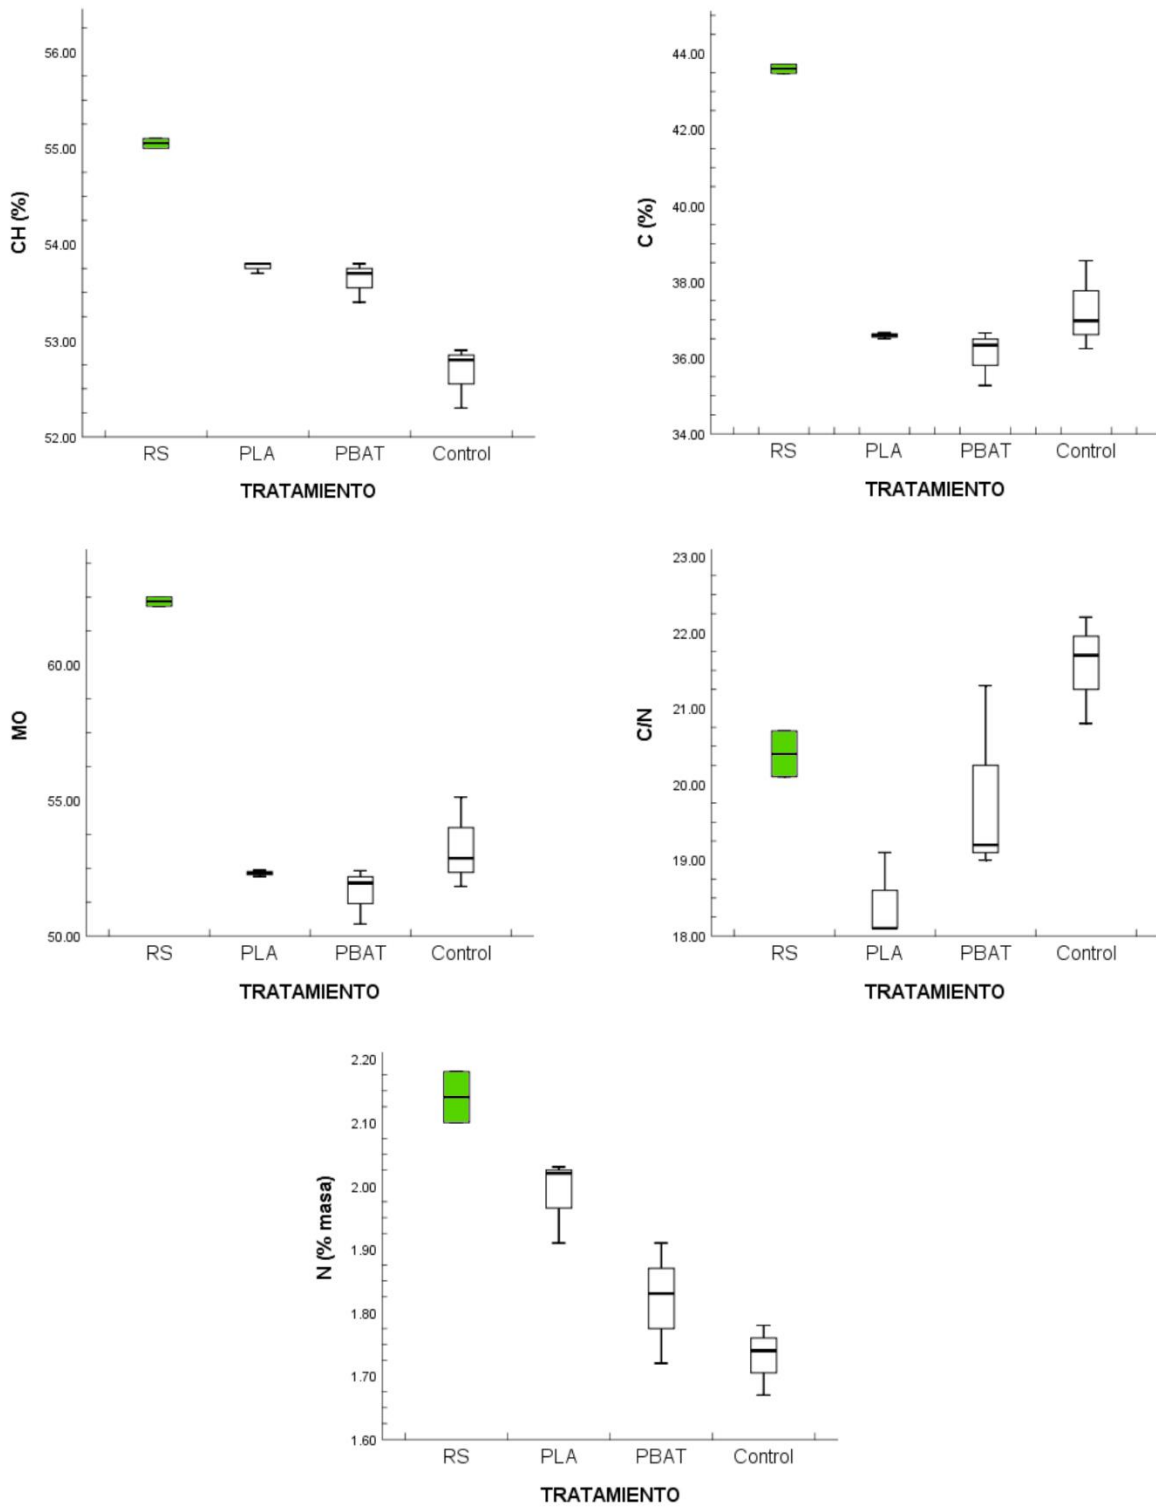 CH (%)
56.00
55.00
54.00
53.00
52.00
RS PLA PBAT Control
TRATAMIENTO
C (%)
44.00
42.00
40.00
38.00
36.00
34.00
RS PLA PBAT Control
TRATAMIENTO
MO
60.00
55.00
50.00
RS PLA PBAT Control
TRATAMIENTO
C/N
23.00
22.00
21.00
20.00
19.00
18.00
RS PLA PBAT Control
TRATAMIENTO
N (% masa)
2.20
2.10
2.00
1.90
1.80
1.70
1.60
RS PLA PBAT Control
TRATAMIENTO